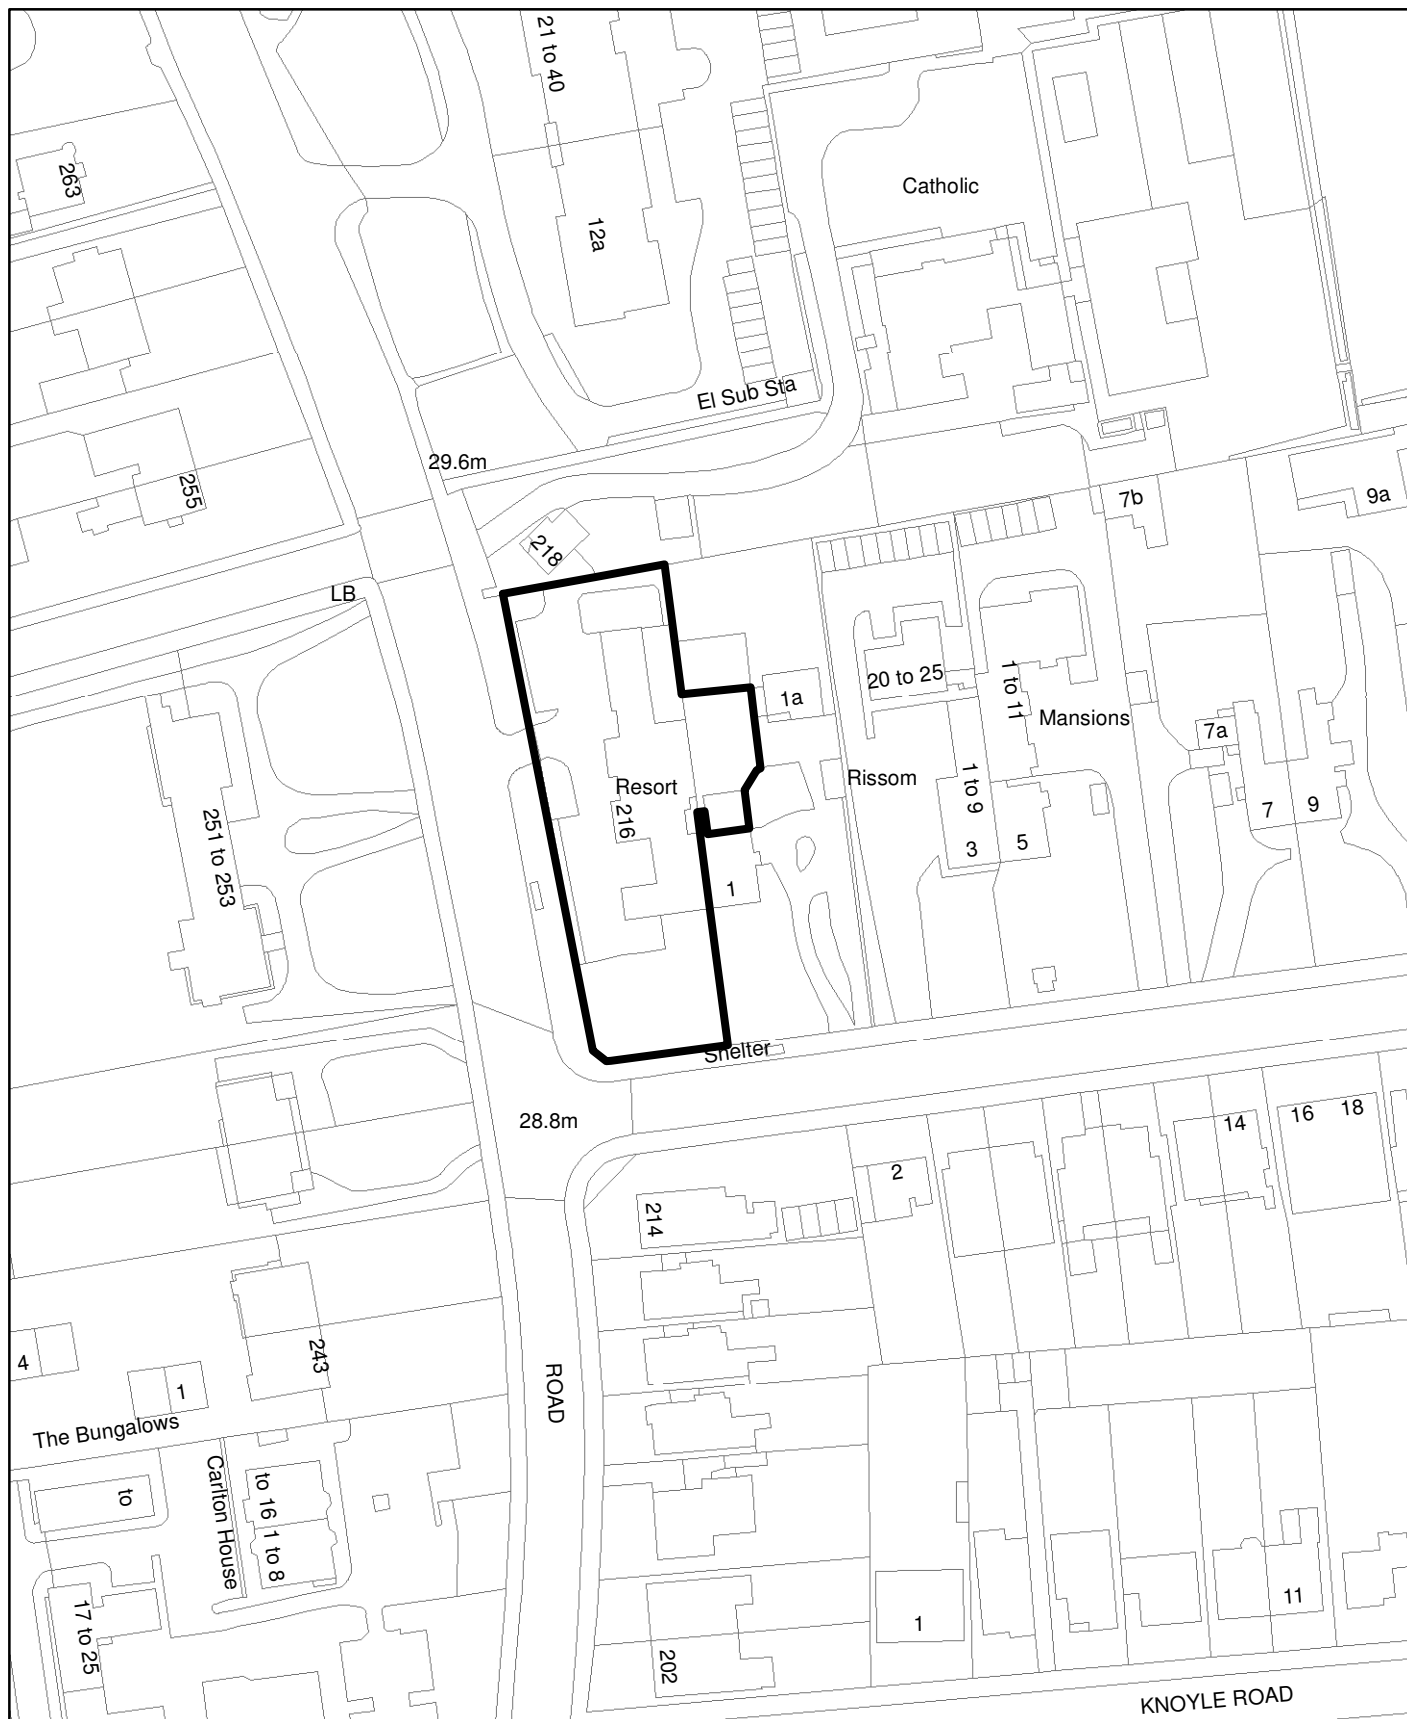 21 to 40
263
Catholic
12a
El Sub Sta
29.6m
255
7b
9a
218
LB
20 to 25
1a
1 to 11
Mansions
7a
Resort
Rissom
216
1 to 9
7
9
251 to 253
3
5
1
Shelter
28.8m
14
16
18
2
214
243
4
1
ROAD
The Bungalows
Carlton House
to
to 16
1 to 8
17 to 25
202
1
11
KNOYLE ROAD